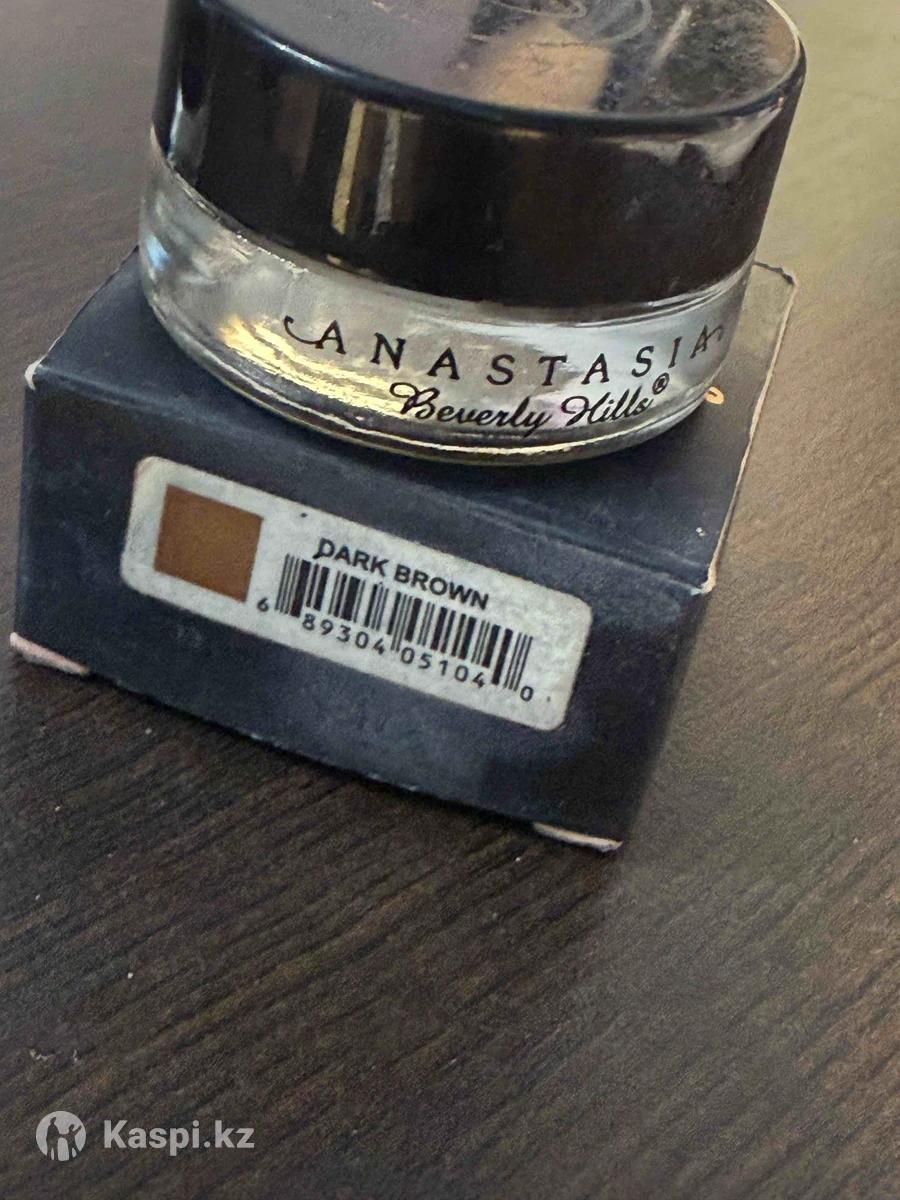 ANASTASIA
Beverly Hills®
DARK BROWN
6 89304 05104 0
Kaspi.kz